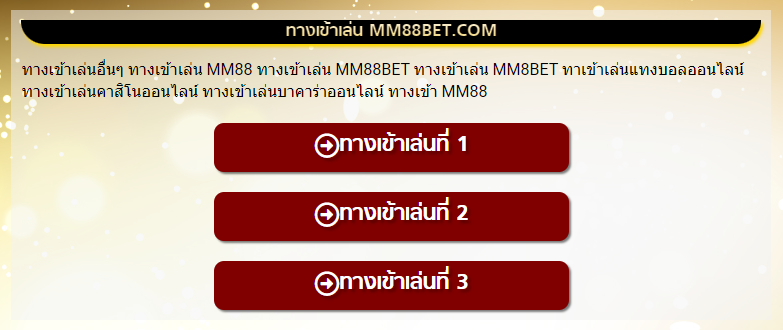 ทางเข้าเล่น MM88BET.COM
ทางเข้าเล่นอื่นๆ ทางเข้าเล่น MM88 ทางเข้าเล่น MM88BET ทางเข้าเล่น MM8BET ทาเข้าเล่นแทงบอลออนไลน์
ทางเข้าเล่นคาสิโนออนไลน์ ทางเข้าเล่นบาคาร่าออนไลน์ ทางเข้า MM88
ทางเข้าเล่นที่ 1
ทางเข้าเล่นที่ 2
ทางเข้าเล่นที่ 3